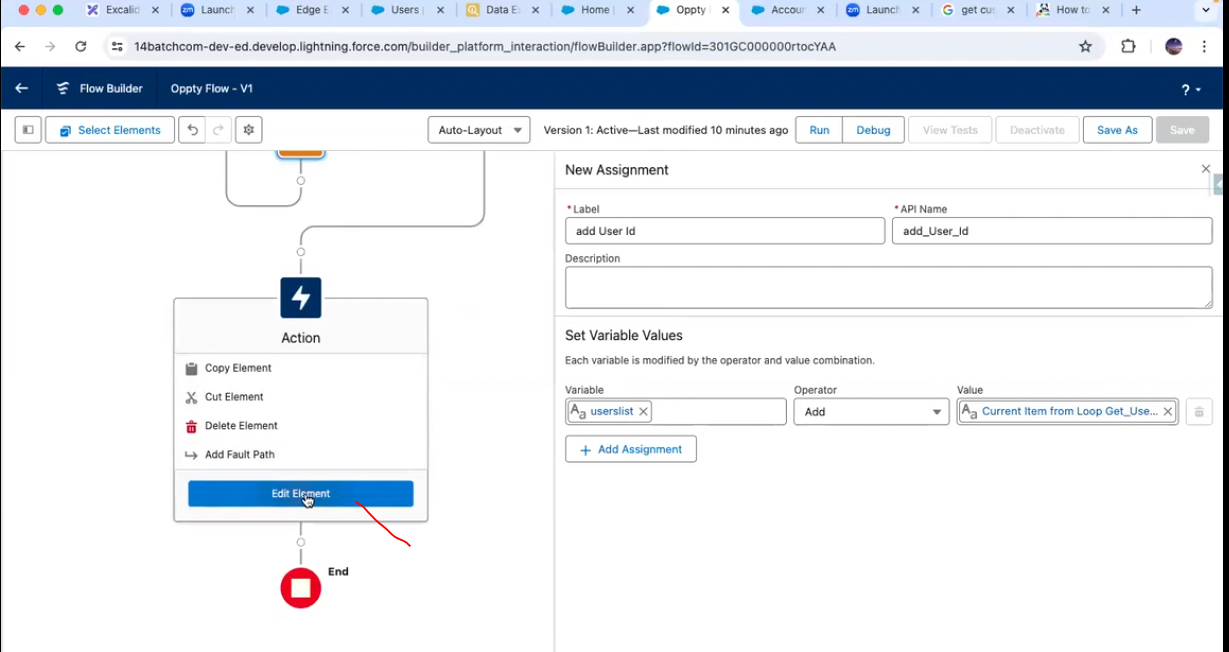 Excalid
Launch
Edge E
Users
Data E
Home
Oppty
Accour
Launch
get cus
How to
14batchcom-dev-ed.develop.lightning.force.com/builder_platform_interaction/flowBuilder.app?flowId=301GC000000rtocYAA
Flow Builder
Oppty Flow - V1
?
Select Elements
Auto-Layout
Version 1: Active—Last modified 10 minutes ago
Run
Debug
View Tests
Deactivate
Save As
Save
Action
Copy Element
Cut Element
Delete Element
Add Fault Path
Edit Element
End
New Assignment
* Label
* API Name
add User Id
add_User_Id
Description
Set Variable Values
Each variable is modified by the operator and value combination.
Variable
Operator
Value
Aa userslist
Add
Aa Current Item from Loop Get_Use...
+ Add Assignment